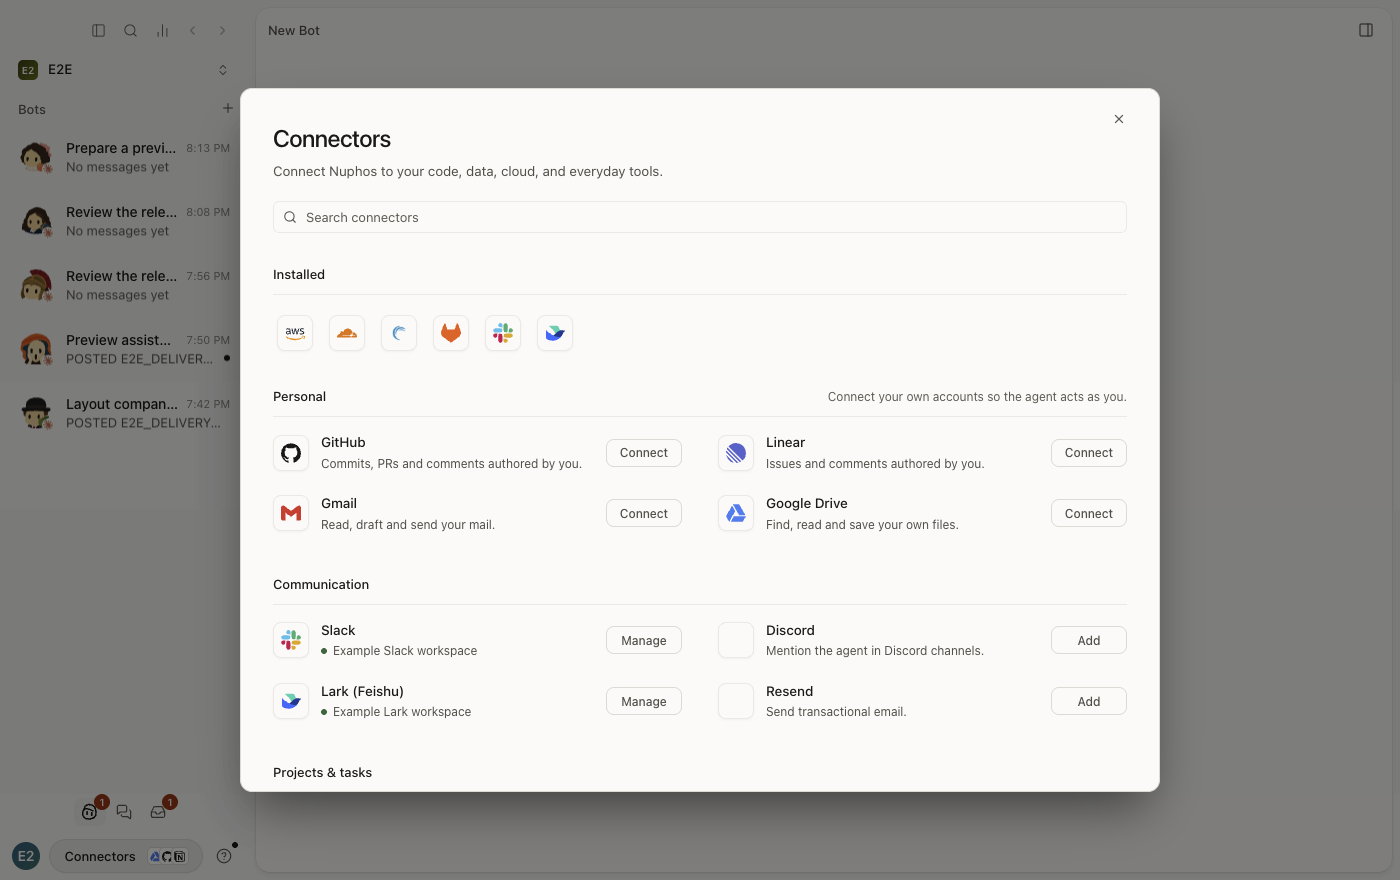 New Bot
E2 E2E
Bots
Prepare a previ... 8:13 PM
No messages yet
Review the rele... 8:08 PM
No messages yet
Review the rele... 7:56 PM
No messages yet
Preview assist... 7:50 PM
POSTED E2E_DELIVER...
Layout compan... 7:42 PM
POSTED E2E_DELIVERY...
1
1
E2
Connectors
Connectors
Connect Nuphos to your code, data, cloud, and everyday tools.
Search connectors
Installed
aws
Personal
Connect your own accounts so the agent acts as you.
GitHub
Commits, PRs and comments authored by you.
Connect
Linear
Issues and comments authored by you.
Connect
Gmail
Read, draft and send your mail.
Connect
Google Drive
Find, read and save your own files.
Connect
Communication
Slack
Example Slack workspace
Manage
Discord
Mention the agent in Discord channels.
Add
Lark (Feishu)
Example Lark workspace
Manage
Resend
Send transactional email.
Add
Projects & tasks